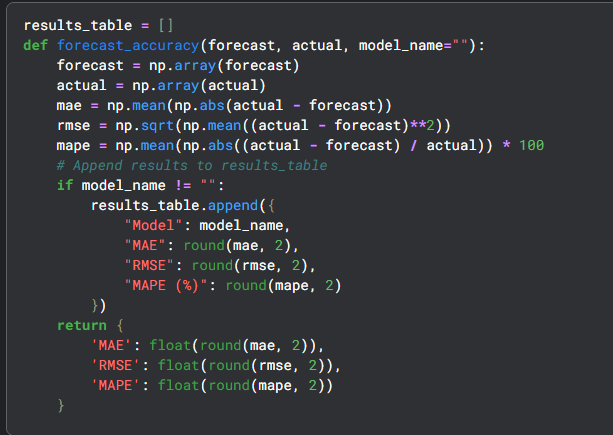 results_table = []
def forecast_accuracy(forecast, actual, model_name=""):
    forecast = np.array(forecast)
    actual = np.array(actual)
    mae = np.mean(np.abs(actual - forecast))
    rmse = np.sqrt(np.mean((actual - forecast)**2))
    mape = np.mean(np.abs((actual - forecast) / actual)) * 100
    # Append results to results_table
    if model_name != "":
        results_table.append({
            "Model": model_name,
            "MAE": round(mae, 2),
            "RMSE": round(rmse, 2),
            "MAPE (%)": round(mape, 2)
        })
    return {
        'MAE': float(round(mae, 2)),
        'RMSE': float(round(rmse, 2)),
        'MAPE': float(round(mape, 2))
    }